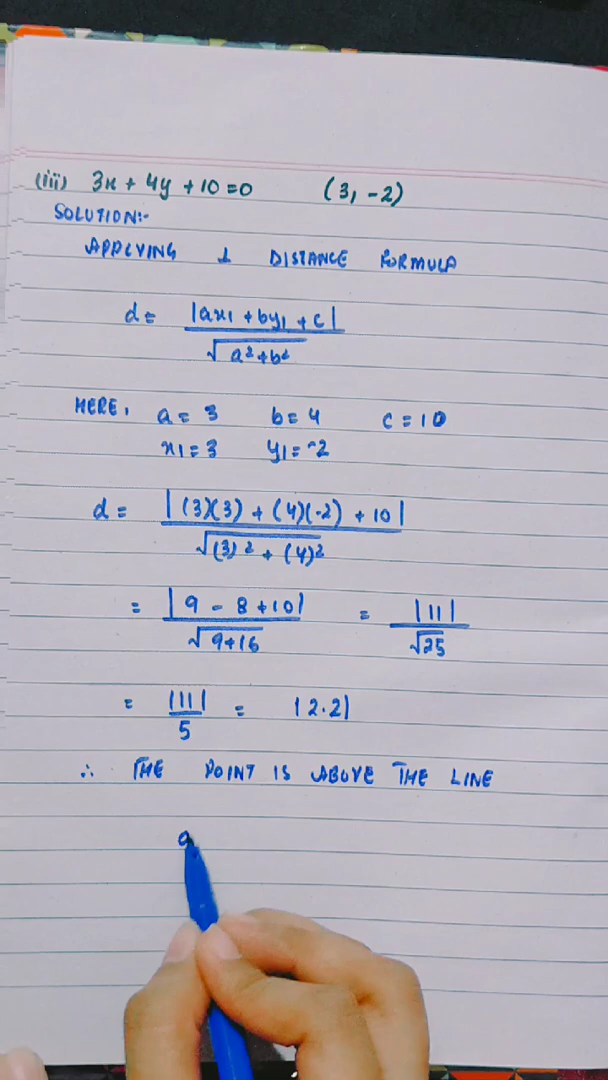 (iii) 3x + 4y + 10 = 0 (3, -2)
SOLUTION:-
APPLYING ⊥ DISTANCE FORMULA
d = |ax₁ + by₁ + c| / √a² + b²
HERE, a = 3 b = 4 c = 10
x₁ = 3 y₁ = -2
d = |(3)(3) + (4)(-2) + 10| / √(3)² + (4)²
= |9 - 8 + 10| / √9+16 = |11| / √25
= |11| / 5 = |2.2|
∴ THE POINT IS ABOVE THE LINE